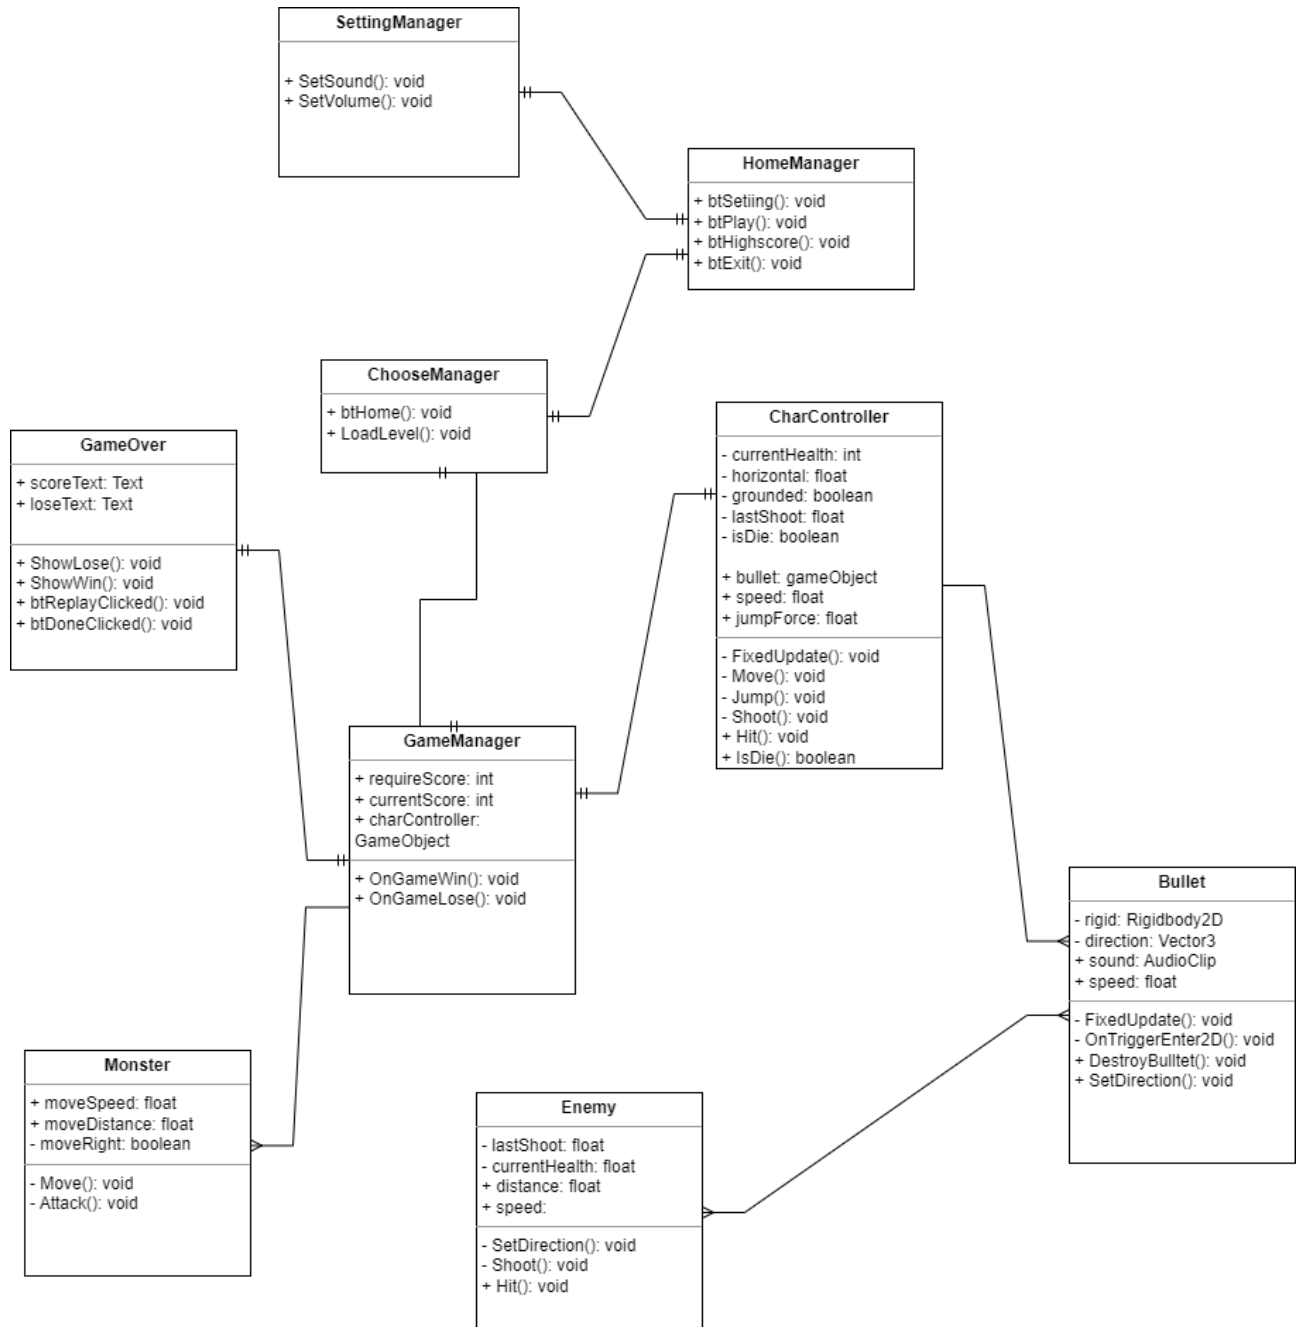 SettingManager
+ SetSound(): void
+ SetVolume(): void
HomeManager
+ btSetiing(): void
+ btPlay(): void
+ btHighscore(): void
+ btExit(): void
ChooseManager
+ btHome(): void
+ LoadLevel(): void
GameOver
+ scoreText: Text
+ loseText: Text
+ ShowLose(): void
+ ShowWin(): void
+ btReplayClicked(): void
+ btDoneClicked(): void
CharController
- currentHealth: int
- horizontal: float
- grounded: boolean
- lastShoot: float
- isDie: boolean
+ bullet: gameObject
+ speed: float
+ jumpForce: float
- FixedUpdate(): void
- Move(): void
- Jump(): void
- Shoot(): void
+ Hit(): void
+ IsDie(): boolean
GameManager
+ requireScore: int
+ currentScore: int
+ charController:
GameObject
+ OnGameWin(): void
+ OnGameLose(): void
Bullet
- rigid: Rigidbody2D
- direction: Vector3
+ sound: AudioClip
+ speed: float
- FixedUpdate(): void
- OnTriggerEnter2D(): void
+ DestroyBulltet(): void
+ SetDirection(): void
Monster
+ moveSpeed: float
+ moveDistance: float
- moveRight: boolean
- Move(): void
- Attack(): void
Enemy
- lastShoot: float
- currentHealth: float
+ distance: float
+ speed:
- SetDirection(): void
- Shoot(): void
+ Hit(): void